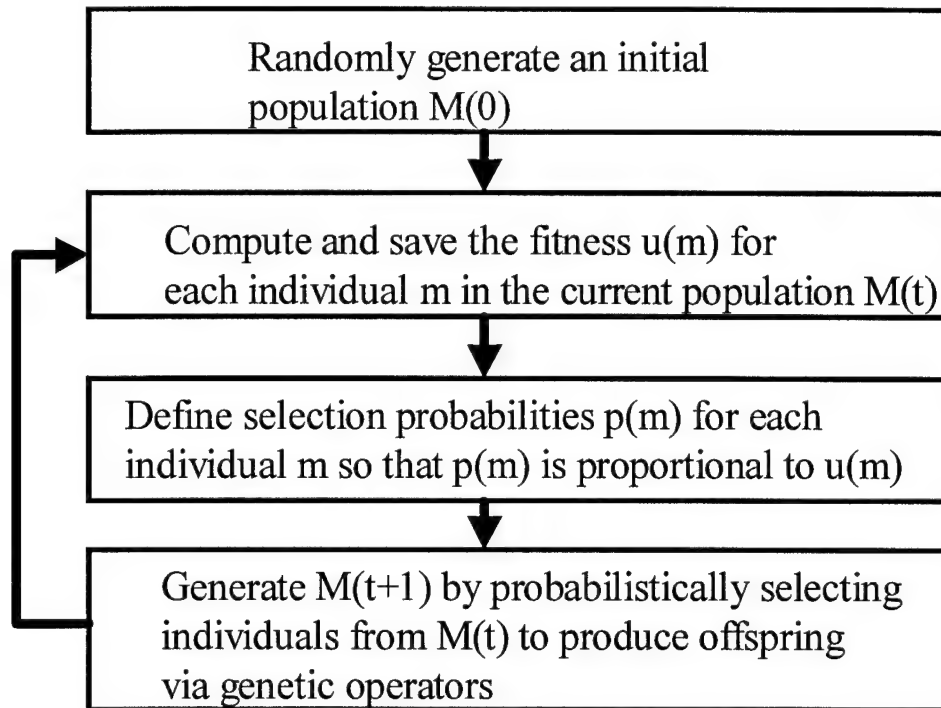 Randomly generate an initial
population M(0)
Compute and save the fitness u(m) for
each individual m in the current population M(t)
Define selection probabilities p(m) for each
individual m so that p(m) is proportional to u(m)
Generate M(t+1) by probabilistically selecting
individuals from M(t) to produce offspring
via genetic operators